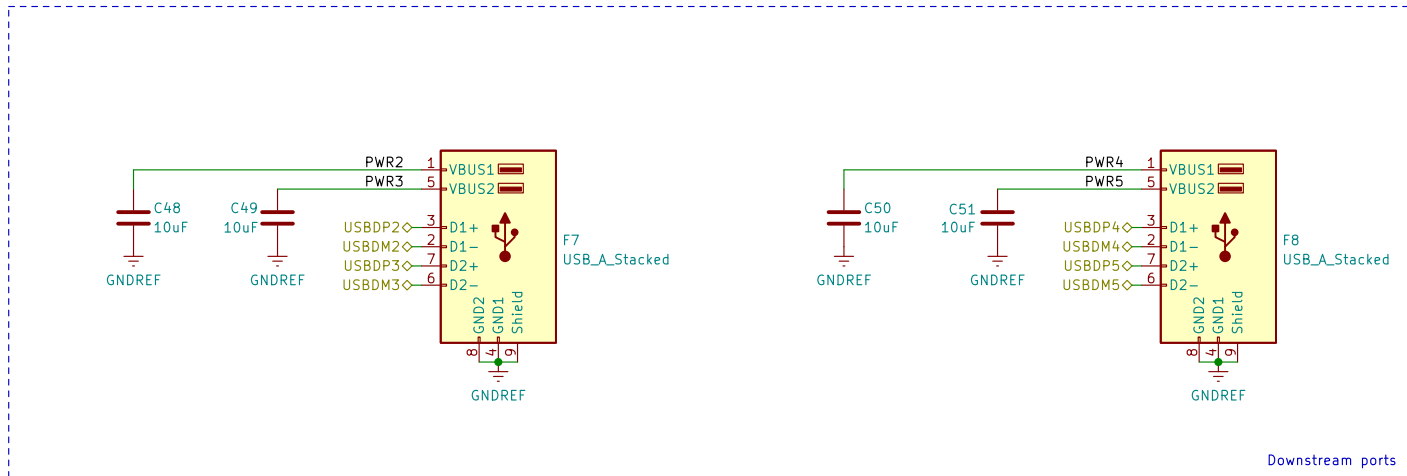 PWR2
1
VBUS1
PWR3
5
VBUS2
C48
10uF
C49
10uF
USBDP2
3
D1+
USBDM2
2
D1-
USBDP3
7
D2+
USBDM3
6
D2-
F7
USB_A_Stacked
GNDREF
GNDREF
GND2
GND1
Shield
8
4
9
GNDREF
PWR4
1
VBUS1
PWR5
5
VBUS2
C50
10uF
C51
10uF
USBDP4
3
D1+
USBDM4
2
D1-
USBDP5
7
D2+
USBDM5
6
D2-
F8
USB_A_Stacked
GNDREF
GNDREF
GND2
GND1
Shield
8
4
9
GNDREF
Downstream ports